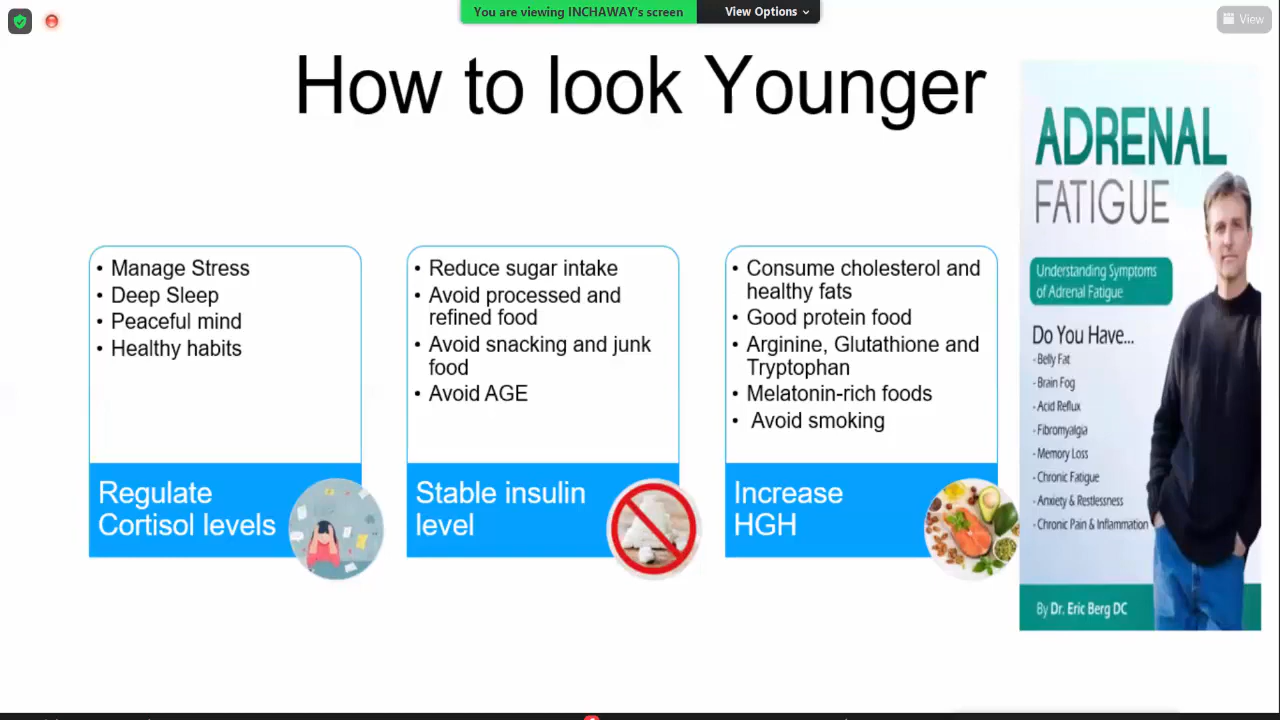 You are viewing INCHAWAY's screen
View Options
View
How to look Younger
• Manage Stress
• Deep Sleep
• Peaceful mind
• Healthy habits
Regulate
Cortisol levels
• Reduce sugar intake
• Avoid processed and
refined food
• Avoid snacking and junk
food
• Avoid AGE
Stable insulin
level
• Consume cholesterol and
healthy fats
• Good protein food
• Arginine, Glutathione and
Tryptophan
• Melatonin-rich foods
• Avoid smoking
Increase
HGH
ADRENAL
FATIGUE
Understanding Symptoms
of Adrenal Fatigue
Do You Have...
- Belly Fat
- Brain Fog
- Acid Reflux
- Fibromyalgia
- Memory Loss
- Chronic Fatigue
- Anxiety & Restlessness
- Chronic Pain & Inflammation
By Dr. Eric Berg DC